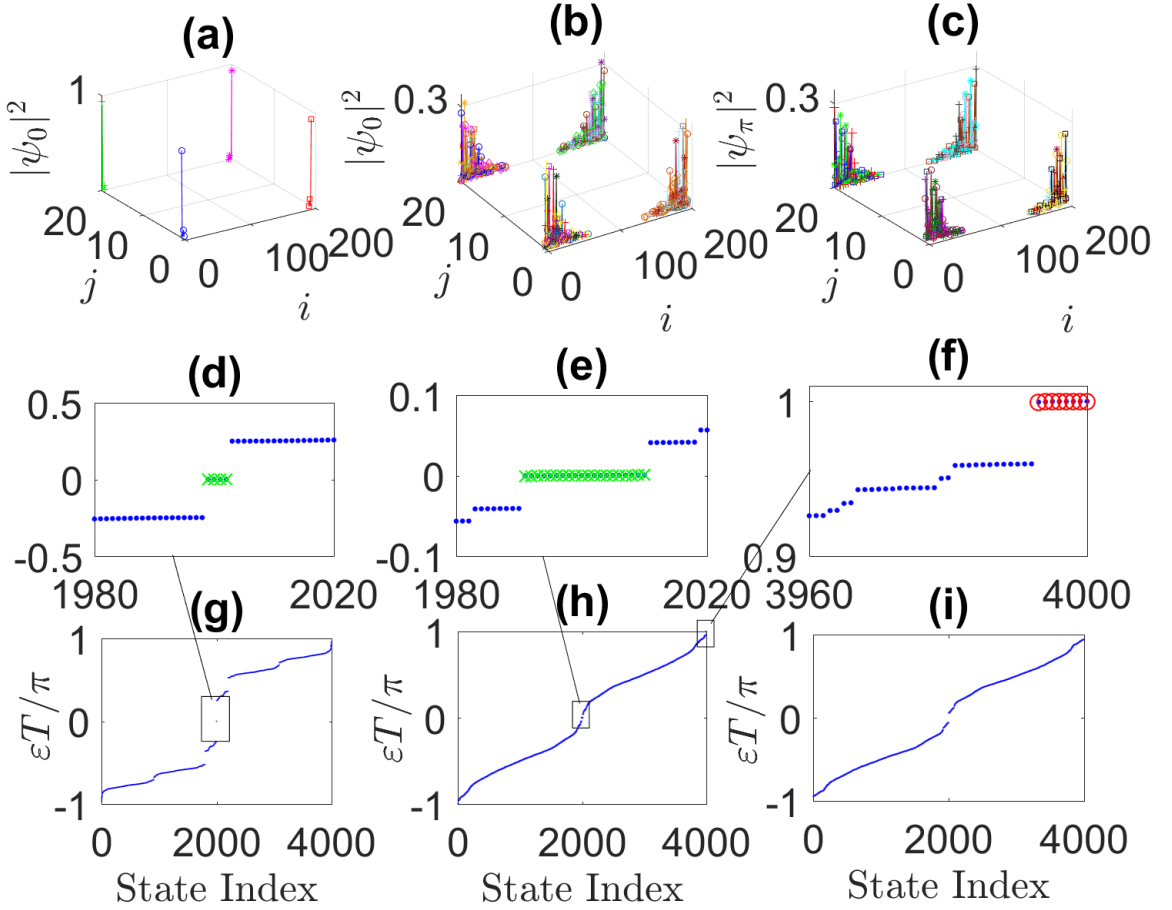 (a) (b) (c)
|ψ₀|² 1 20 10 0 j 0 100 200 i
|ψ₀|² 0.3 20 10 0 j 0 100 200 i
|ψπ|² 0.3 20 10 0 j 0 100 200 i
(d) (e) (f)
0.5 0 -0.5 1980 2020
0.1 0 -0.1 1980 2020
1 0.9 3960 4000
(g) (h) (i)
εT/π 1 0 -1 0 2000 4000 State Index
εT/π 1 0 -1 0 2000 4000 State Index
εT/π 1 0 -1 0 2000 4000 State Index